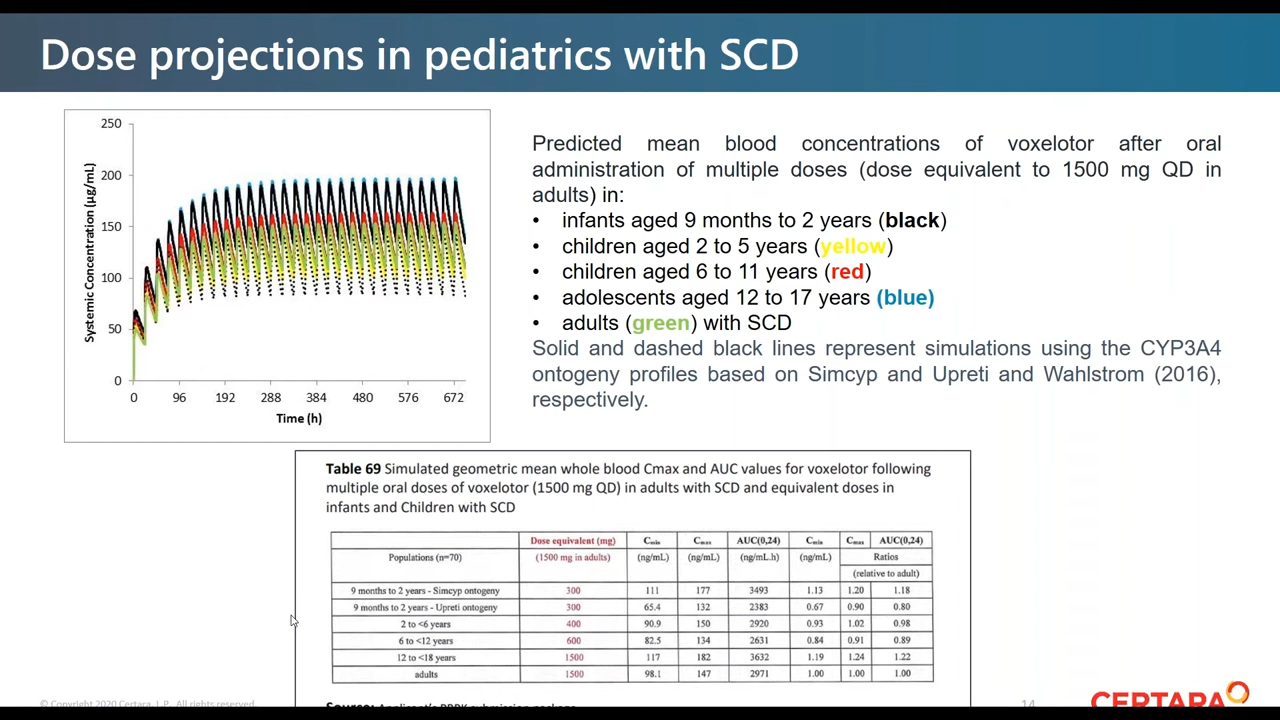 Dose projections in pediatrics with SCD
250
200
150
100
50
0
Systemic Concentration (µg/mL)
0 96 192 288 384 480 576 672
Time (h)
Predicted mean blood concentrations of voxelotor after oral
administration of multiple doses (dose equivalent to 1500 mg QD in
adults) in:
• infants aged 9 months to 2 years (black)
• children aged 2 to 5 years (yellow)
• children aged 6 to 11 years (red)
• adolescents aged 12 to 17 years (blue)
• adults (green) with SCD
Solid and dashed black lines represent simulations using the CYP3A4
ontogeny profiles based on Simcyp and Upreti and Wahlstrom (2016),
respectively.
Table 69 Simulated geometric mean whole blood Cmax and AUC values for voxelotor following
multiple oral doses of voxelotor (1500 mg QD) in adults with SCD and equivalent doses in
infants and Children with SCD
Dose equivalent (mg) Cmin Cmax AUC(0,24) Cmin Cmax AUC(0,24)
Populations (n=70) (1500 mg in adults) (ng/mL) (ng/mL) (ng/mL.h) (ng/mL) Ratios
(relative to adult)
9 months to 2 years - Simcyp ontogeny 300 111 177 3493 1.13 1.20 1.18
9 months to 2 years - Upreti ontogeny 300 65.4 132 2383 0.67 0.90 0.80
2 to <6 years 400 90.9 150 2920 0.93 1.02 0.98
6 to <12 years 600 82.5 134 2631 0.84 0.91 0.89
12 to <18 years 1500 117 182 3632 1.19 1.24 1.22
adults 1500 98.1 147 2971 1.00 1.00 1.00
Source: Applicant's PBPK submission package
© Copyright 2020 Certara, L.P. All rights reserved.
14
CERTARA